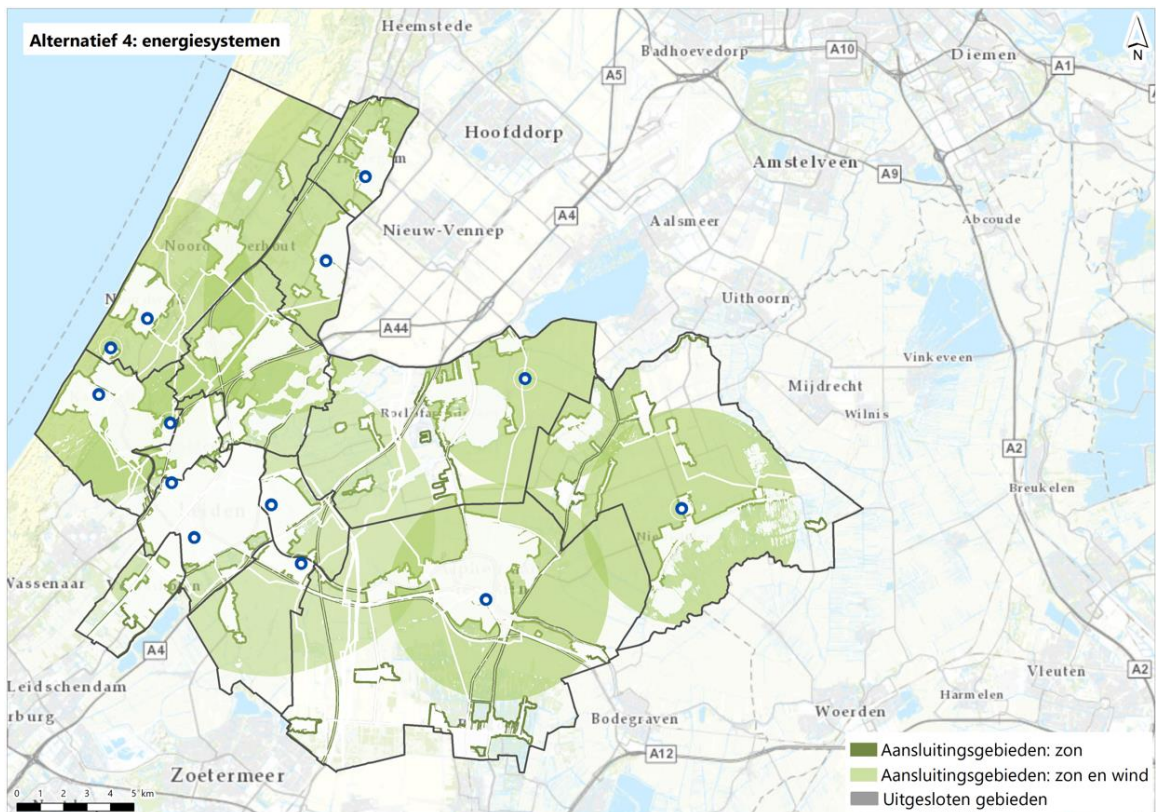 Alternatief 4: energiesystemen
Heemstede
N
A10
Badhoevedorp
Diemen
A5
A1
Hoofddorp
Amstelveen
A9
A4
Aalsmeer
Abcoude
Nieuw-Vennep
Uithoorn
A44
Vinkeveen
Mijdrecht
Wilnis
A2
Breukelen
Wassenaar
A4
Vleuten
A2
Leidschendam
Harmelen
rburg
Woerden
Bodegraven
A12
Zoetermeer
Aansluitingsgebieden: zon
Aansluitingsgebieden: zon en wind
Uitgesloten gebieden
0 1 2 3 4 5 km